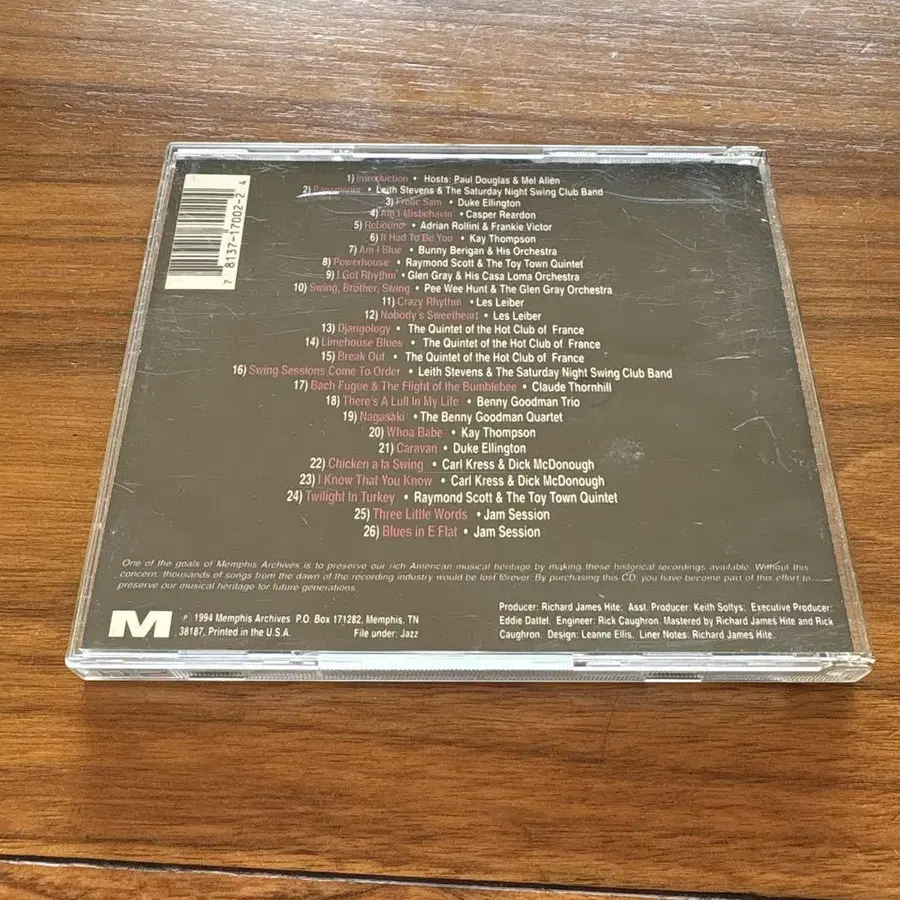 1) Introduction • Hosts: Paul Douglas & Mel Allen
2) Panamania • Leith Stevens & The Saturday Night Swing Club Band
3) Frolic Sam • Duke Ellington
4) Ain't Misbehavin • Casper Reardon
5) Rebound • Adrian Rollini & Frankie Victor
6) It Had To Be You • Kay Thompson
7) Am I Blue • Bunny Berigan & His Orchestra
8) Powerhouse • Raymond Scott & The Toy Town Quintet
9) I Got Rhythm • Glen Gray & His Casa Loma Orchestra
10) Swing, Brother, Swing • Pee Wee Hunt & The Glen Gray Orchestra
11) Crazy Rhythm • Les Leiber
12) Nobody's Sweetheart • Les Leiber
13) Djangology • The Quintet of the Hot Club of France
14) Limehouse Blues • The Quintet of the Hot Club of France
15) Break Out • The Quintet of the Hot Club of France
16) Swing Sessions Come To Order • Leith Stevens & The Saturday Night Swing Club Band
17) Bach Fugue & The Flight of the Bumblebee • Claude Thornhill
18) There's A Lull In My Life • Benny Goodman Trio
19) Nagasaki • The Benny Goodman Quartet
20) Whoa Babe • Kay Thompson
21) Caravan • Duke Ellington
22) Chicken a la Swing • Carl Kress & Dick McDonough
23) I Know That You Know • Carl Kress & Dick McDonough
24) Twilight In Turkey • Raymond Scott & The Toy Town Quintet
25) Three Little Words • Jam Session
26) Blues in E Flat • Jam Session
7 8137-17002-2 4
One of the goals of Memphis Archives is to preserve our rich American musical heritage by making these historical recordings available. Without this
concern, thousands of songs from the dawn of the recording industry would be lost forever. By purchasing this CD, you have become part of this effort to
preserve our musical heritage for future generations.
M
℗ 1994 Memphis Archives P.O. Box 171282, Memphis, TN
38187. Printed in the U.S.A. File under: Jazz
Producer: Richard James Hite. Asst. Producer: Keith Soltys. Executive Producer:
Eddie Dattel. Engineer: Rick Caughron. Mastered by Richard James Hite and Rick
Caughron. Design: Leanne Ellis. Liner Notes: Richard James Hite.